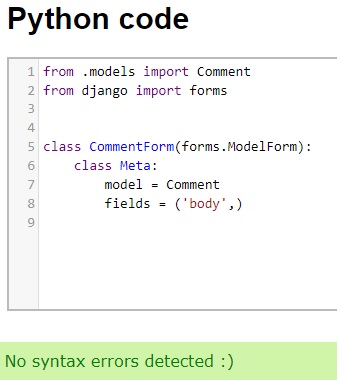 Python code
1 from .models import Comment
2 from django import forms
3
4
5 class CommentForm(forms.ModelForm):
6     class Meta:
7         model = Comment
8         fields = ('body',)
9
No syntax errors detected :)